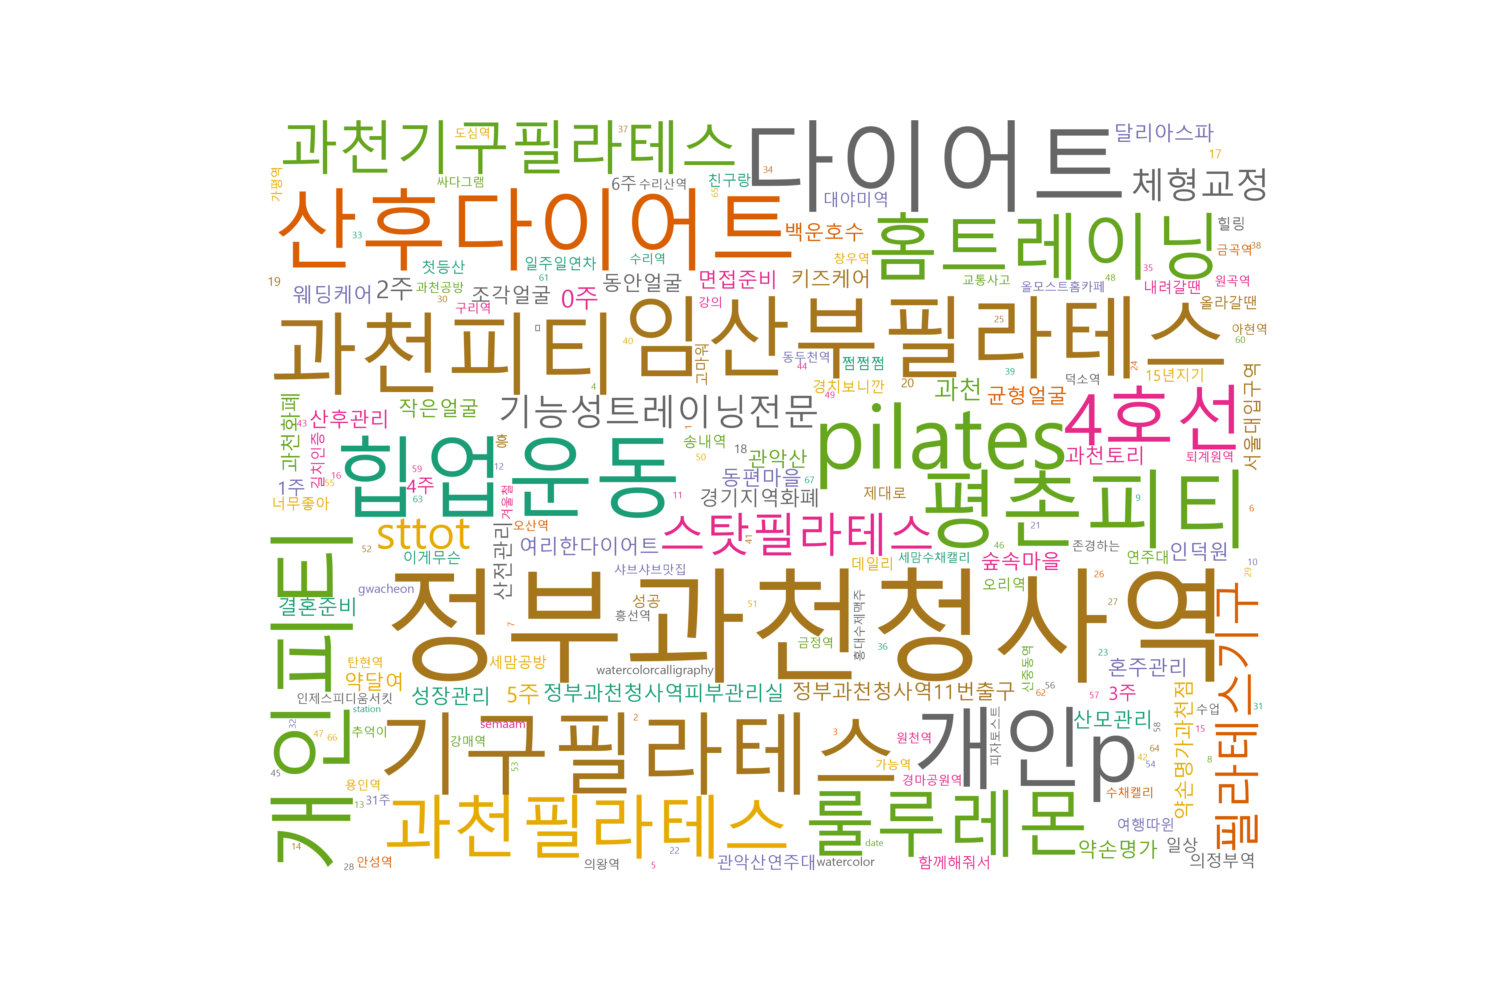 과천기구필라테스
도심역
37
다이어트
달리아스파
17
34
가평역
싸다그램
6주
수리산역
친구랑
65
대야미역
체형교정
산후다이어트
33
백운호수
홈트레이닝
힐링
금곡역
38
창우역
첫등산
일주일연차
수리역
19
61
35
웨딩케어
2주
과천공방
30
조각얼굴
0주
동안얼굴
면접준비
키즈케어
교통사고
48
내려갈땐
원곡역
구리역
강의
올모스트홈카페
올라갈땐
과천피티
ㅁ
임산부필라테스
40
25
아현역
60
고마워
동두천역
44
쩜쩜쩜
39
24
4
경치보니깐
49
20
과천
균형얼굴
덕소역
15년지기
과천화폐
43
산후관리
작은얼굴
기능성트레이닝전문
1
pilates
4호선
서울대입구역
길치인증
힙업운동
홍
송내역
18
관악산
과천토리
퇴계원역
50
16
55
59
12
1주
4주
63
11
동편마을
67
경기지역화폐
제대로
평촌피티
9
6
너무좋아
겨울철
sttot
오산역
스탓필라테스
41
21
52
이게무슨
산전관리
여리한다이어트
46
존경하는
연주대
인덕원
데일리
세맘수채캘리
숲속마을
10
개인피티
gwacheon
샤브샤브맛집
오리역
26
29
결혼준비
성공
51
홍대수제맥주
27
정부과천청사역
흥선역
7
금정역
36
23
필라테스기구
탄현역
세맘공방
watercolorcalligraphy
신중동역
혼주관리
약달여
인제스피디움서킷
성장관리
5주
정부과천청사역피부관리실
정부과천청사역11번출구
62
56
57
3주
약손명가과천점
station
semaam
2
수업
31
32
47
66
추억이
강매역
기구필라테스
3
원천역
개인p
피자토스트
산모관리
58
15
64
45
용인역
53
가능역
경마공원역
42
54
8
13
31주
과천필라테스
룰루레몬
수채캘리
여행따윈
14
date
28
안성역
의왕역
5
22
관악산연주대
watercolor
함께해줘서
약손명가
일상
의정부역